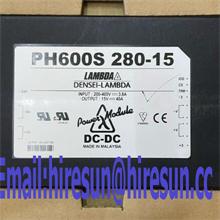 PH600S 280-15
LAMBDA
DENSEI-LAMBDA
INPUT : 200-400V 3.8A
OUTPUT : 15V 40A
Power Module
DC-DC
MADE IN MALAYSIA
Email-hiresun@hiresun.cc